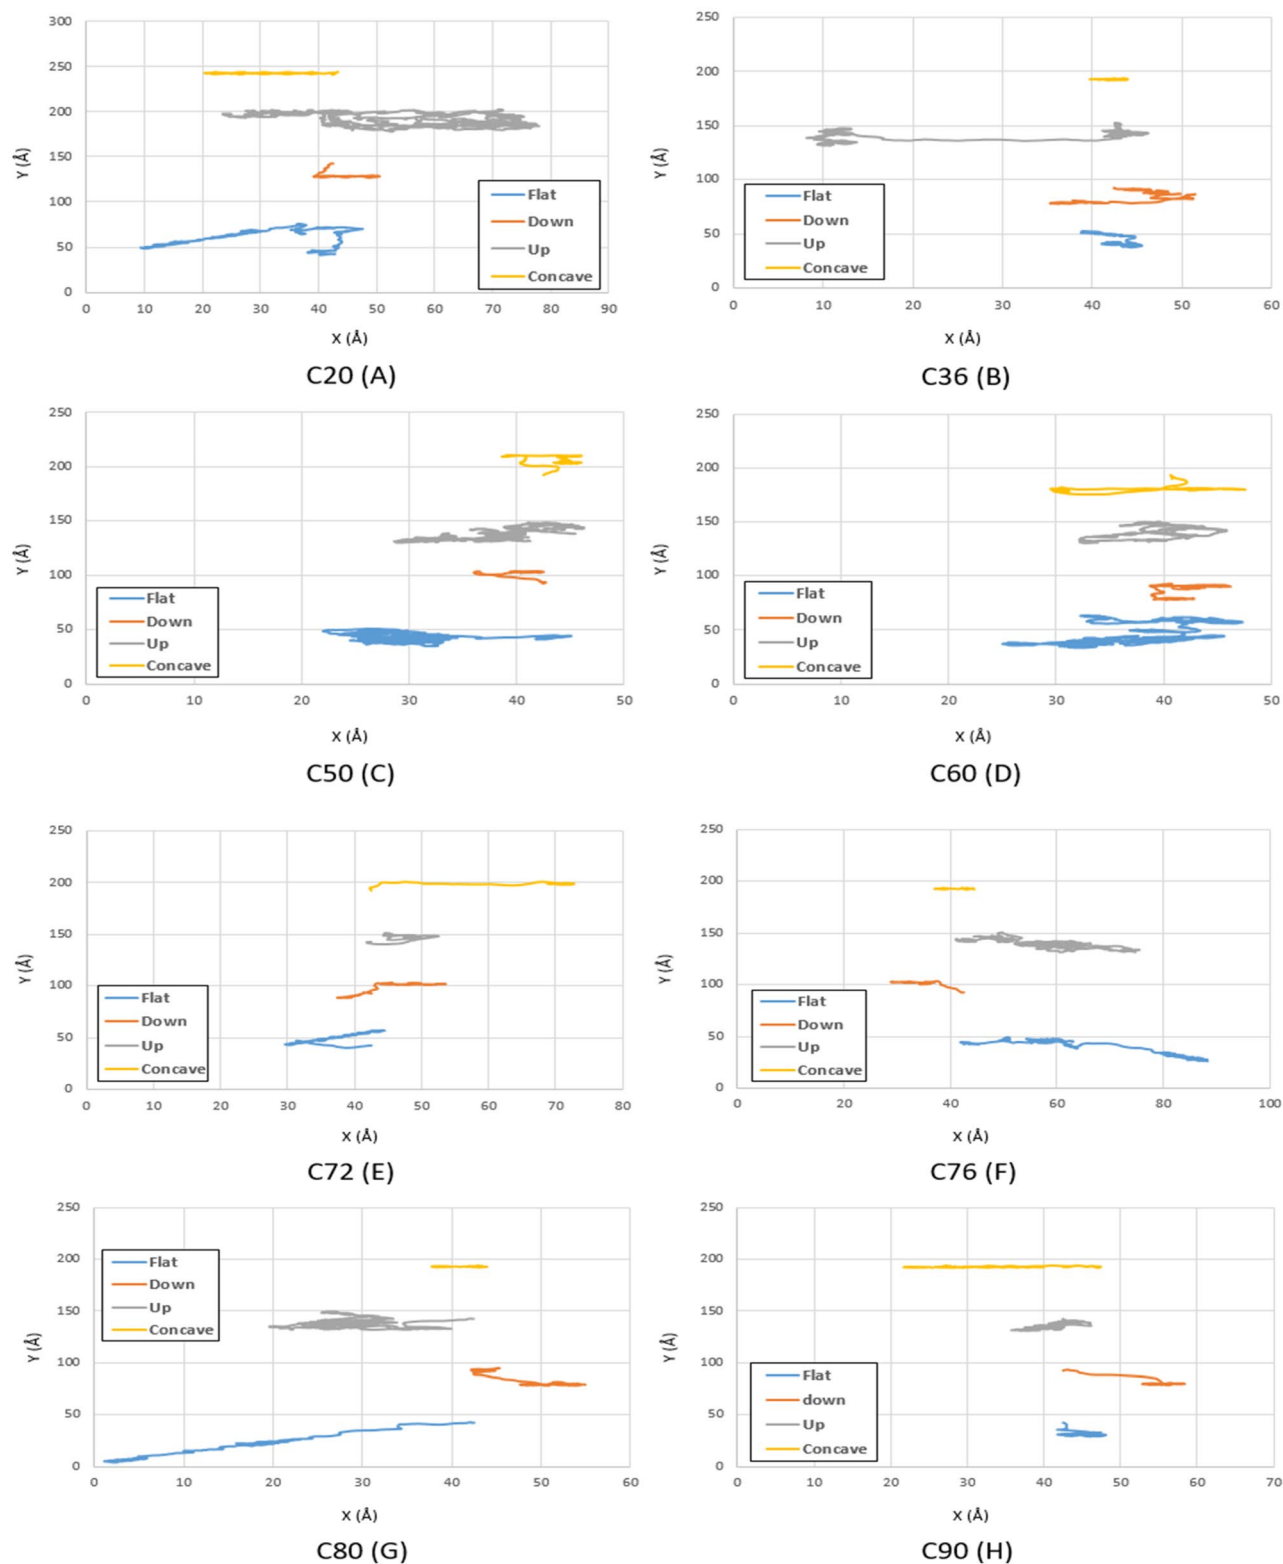 300
250
200
150
100
50
0
Y (Å)
0 10 20 30 40 50 60 70 80 90
X (Å)
Flat
Down
Up
Concave
C20 (A)
250
200
150
100
50
0
Y (Å)
0 10 20 30 40 50 60
X (Å)
Flat
Down
Up
Concave
C36 (B)
250
200
150
100
50
0
Y (Å)
0 10 20 30 40 50
X (Å)
Flat
Down
Up
Concave
C50 (C)
250
200
150
100
50
0
Y (Å)
0 10 20 30 40 50
X (Å)
Flat
Down
Up
Concave
C60 (D)
250
200
150
100
50
0
Y (Å)
0 10 20 30 40 50 60 70 80
X (Å)
Flat
Down
Up
Concave
C72 (E)
250
200
150
100
50
0
Y (Å)
0 20 40 60 80 100
X (Å)
Flat
Down
Up
Concave
C76 (F)
250
200
150
100
50
0
Y (Å)
0 10 20 30 40 50 60
X (Å)
Flat
Down
Up
Concave
C80 (G)
250
200
150
100
50
0
Y (Å)
0 10 20 30 40 50 60 70
X (Å)
Flat
down
Up
Concave
C90 (H)